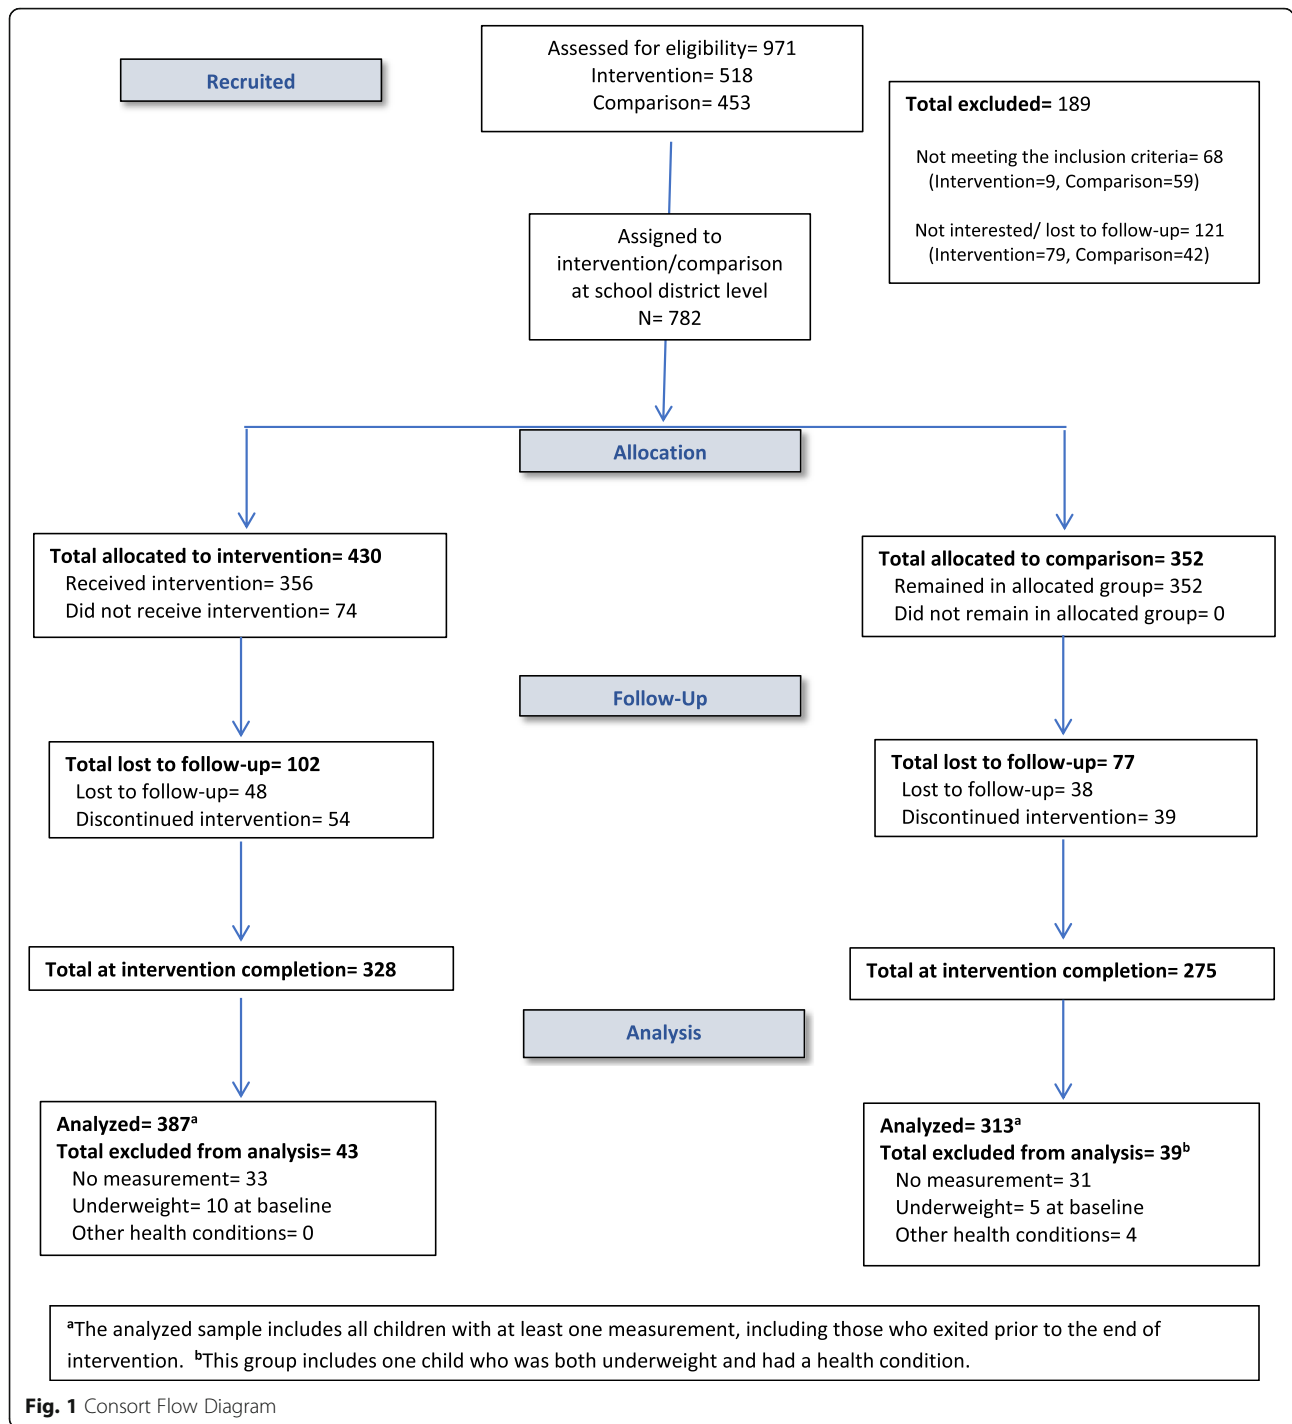 Recruited
Assessed for eligibility= 971
Intervention= 518
Comparison= 453
Total excluded= 189
Not meeting the inclusion criteria= 68
(Intervention=9, Comparison=59)
Not interested/ lost to follow-up= 121
(Intervention=79, Comparison=42)
Assigned to
intervention/comparison
at school district level
N= 782
Allocation
Total allocated to intervention= 430
Received intervention= 356
Did not receive intervention= 74
Total allocated to comparison= 352
Remained in allocated group= 352
Did not remain in allocated group= 0
Follow-Up
Total lost to follow-up= 102
Lost to follow-up= 48
Discontinued intervention= 54
Total lost to follow-up= 77
Lost to follow-up= 38
Discontinued intervention= 39
Total at intervention completion= 328
Total at intervention completion= 275
Analysis
Analyzed= 387ᵃ
Total excluded from analysis= 43
No measurement= 33
Underweight= 10 at baseline
Other health conditions= 0
Analyzed= 313ᵃ
Total excluded from analysis= 39ᵇ
No measurement= 31
Underweight= 5 at baseline
Other health conditions= 4
ᵃThe analyzed sample includes all children with at least one measurement, including those who exited prior to the end of
intervention. ᵇThis group includes one child who was both underweight and had a health condition.
Fig. 1 Consort Flow Diagram